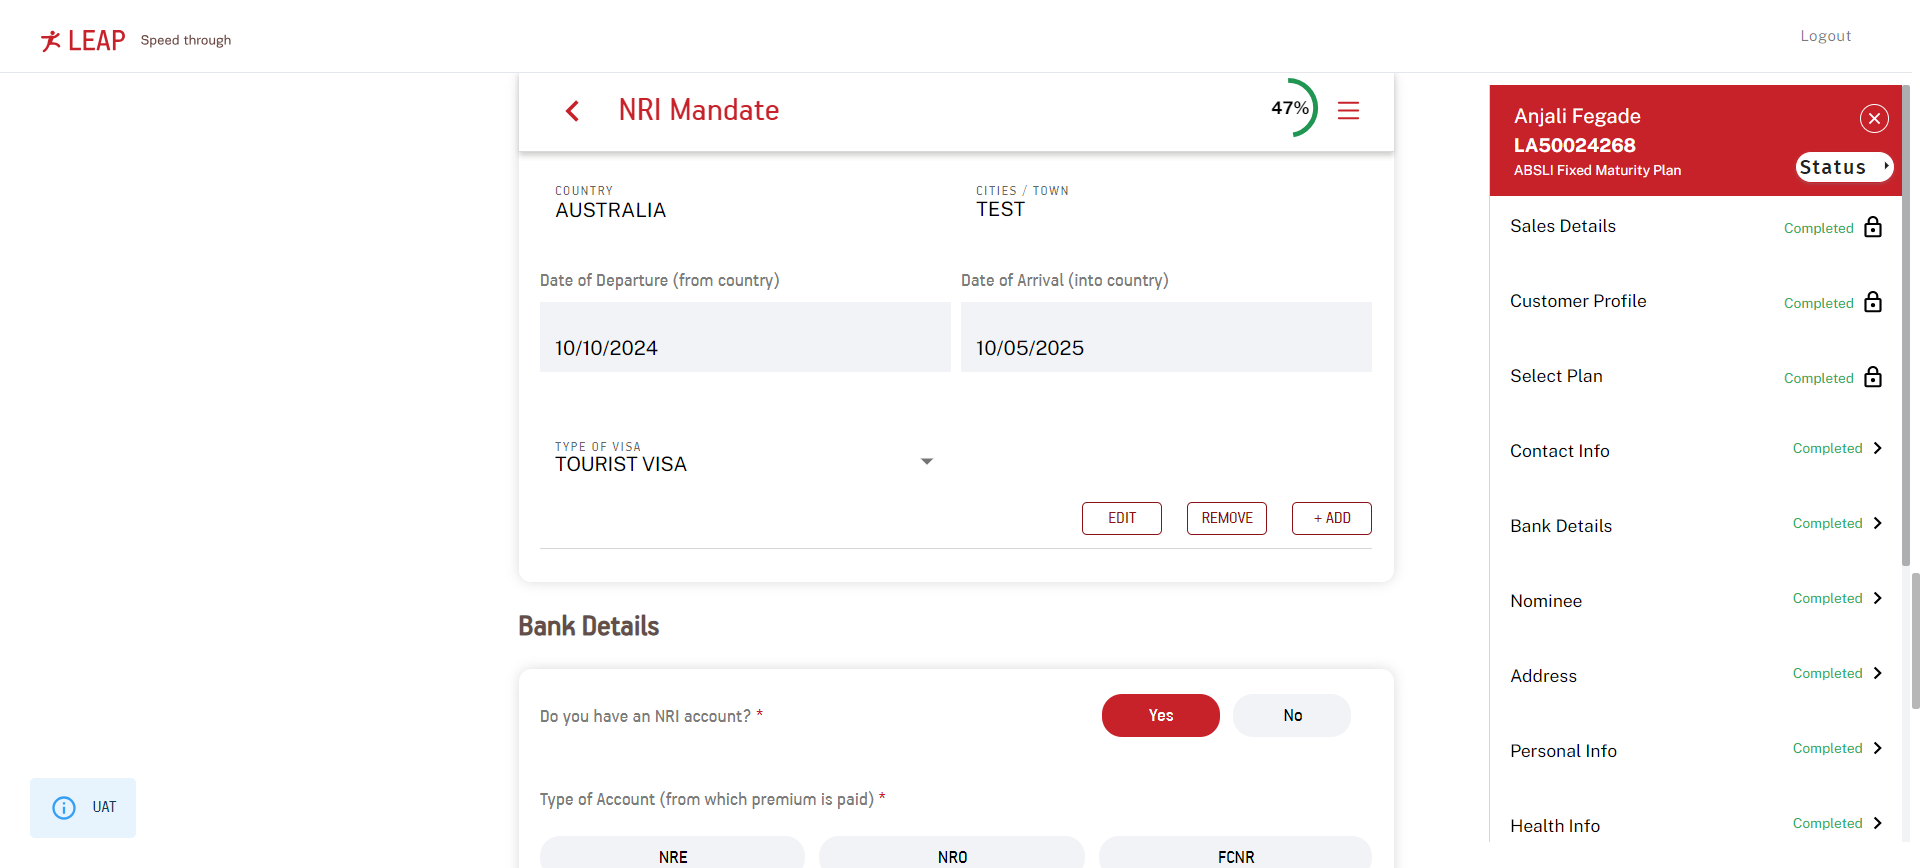 LEAP Speed through
Logout
NRI Mandate
47%
COUNTRY
AUSTRALIA
CITIES / TOWN
TEST
Date of Departure (from country)
10/10/2024
Date of Arrival (into country)
10/05/2025
TYPE OF VISA
TOURIST VISA
EDIT
REMOVE
+ ADD
Bank Details
Do you have an NRI account? *
Yes
No
Type of Account (from which premium is paid) *
NRE
NRO
FCNR
Anjali Fegade
LA50024268
ABSLI Fixed Maturity Plan
Status
Sales Details Completed
Customer Profile Completed
Select Plan Completed
Contact Info Completed
Bank Details Completed
Nominee Completed
Address Completed
Personal Info Completed
Health Info Completed
UAT